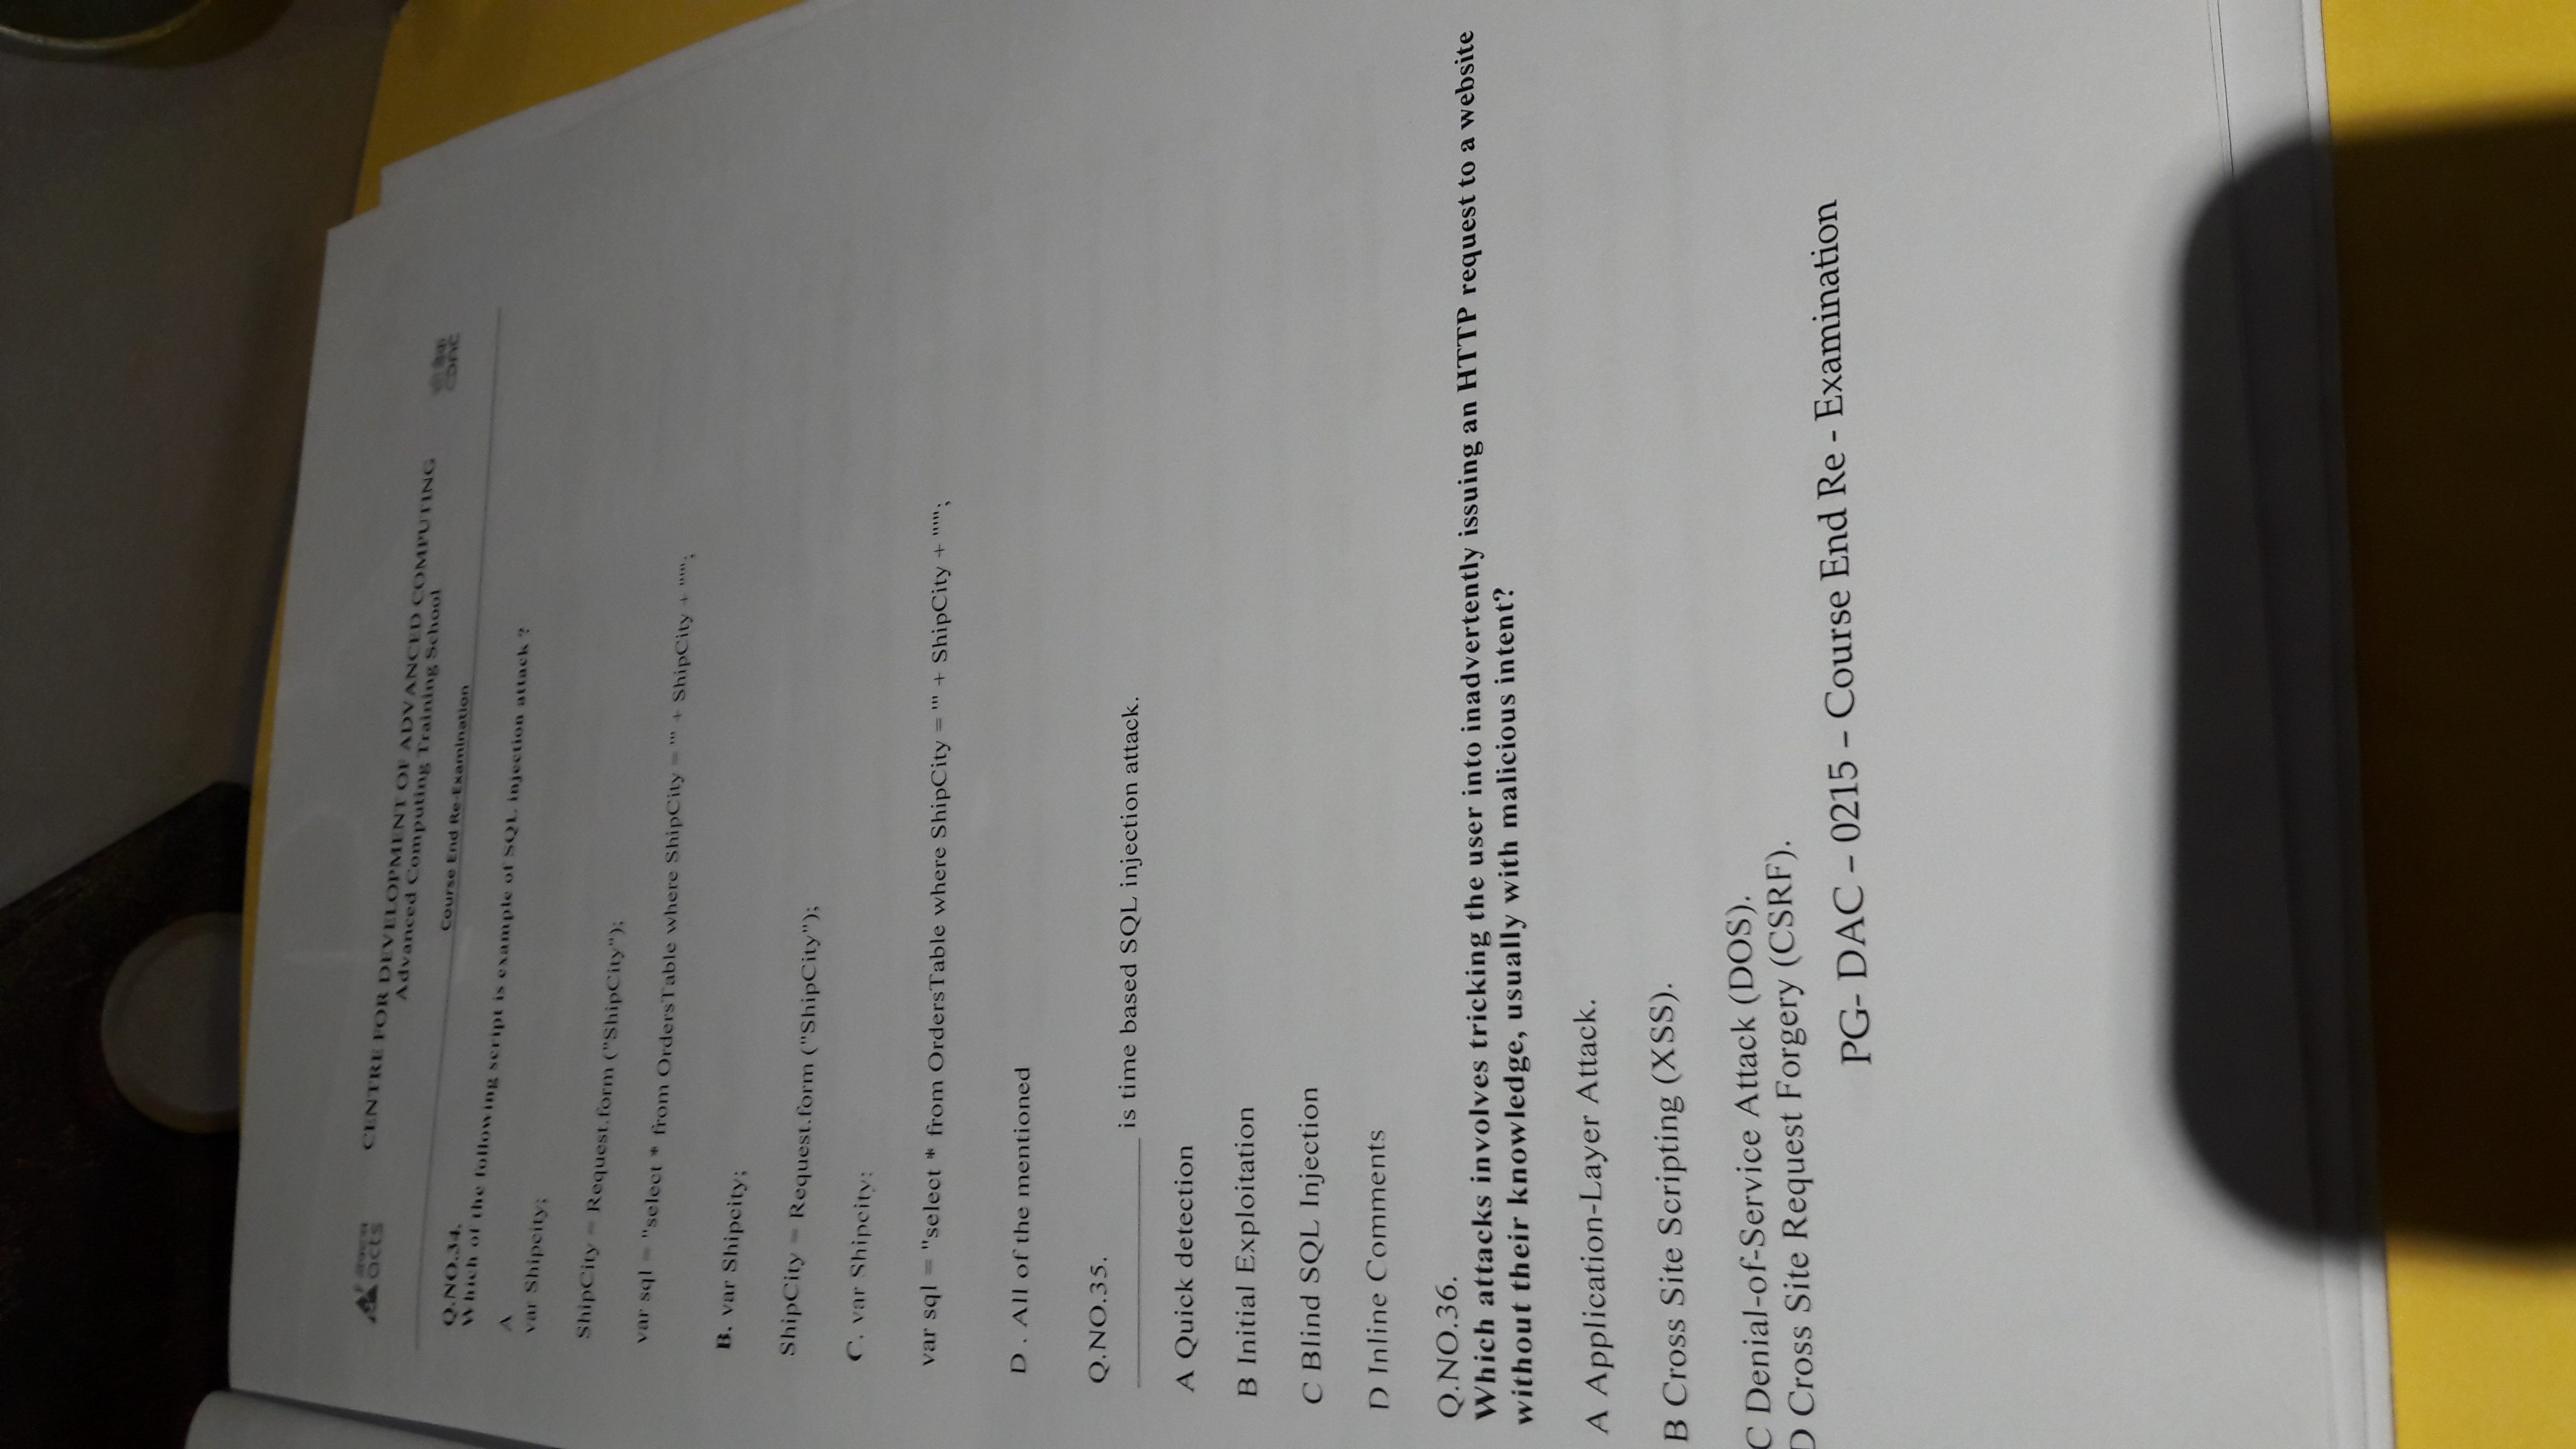 acts
CENTRE FOR DEVELOPMENT OF ADVANCED COMPUTING
Advanced Computing Training School
CDAC
Course End Re-Examination
Q.NO.34.
Which of the following script is example of SQL injection attack ?
A
var Shipcity;
ShipCity = Request.form ("ShipCity");
var sql = "select * from OrdersTable where ShipCity = '" + ShipCity + "'";
B. var Shipcity;
ShipCity = Request.form ("ShipCity");
C. var Shipcity;
var sql = "select * from OrdersTable where ShipCity = '" + ShipCity + "'";
D . All of the mentioned
Q.NO.35.
____________________ is time based SQL injection attack.
A Quick detection
B Initial Exploitation
C Blind SQL Injection
D Inline Comments
Q.NO.36.
Which attacks involves tricking the user into inadvertently issuing an HTTP request to a website
without their knowledge, usually with malicious intent?
A Application-Layer Attack.
B Cross Site Scripting (XSS).
C Denial-of-Service Attack (DOS).
D Cross Site Request Forgery (CSRF).
PG- DAC – 0215 – Course End Re - Examination